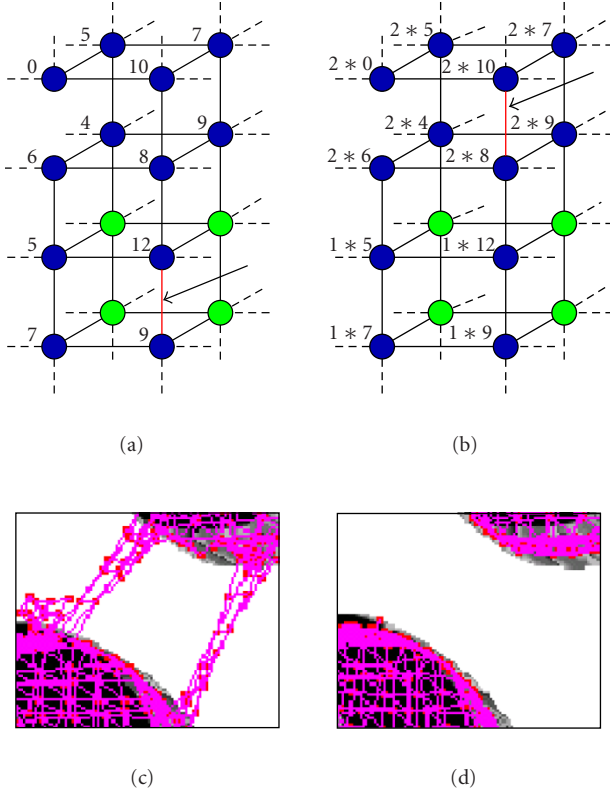 5 7 2 ∗ 5 2 ∗ 7
0 10 2 ∗ 0 2 ∗ 10
4 9 2 ∗ 4 2 ∗ 9
6 8 2 ∗ 6 2 ∗ 8
5 12 1 ∗ 5 1 ∗ 12
7 9 1 ∗ 7 1 ∗ 9
(a) (b)
(c) (d)